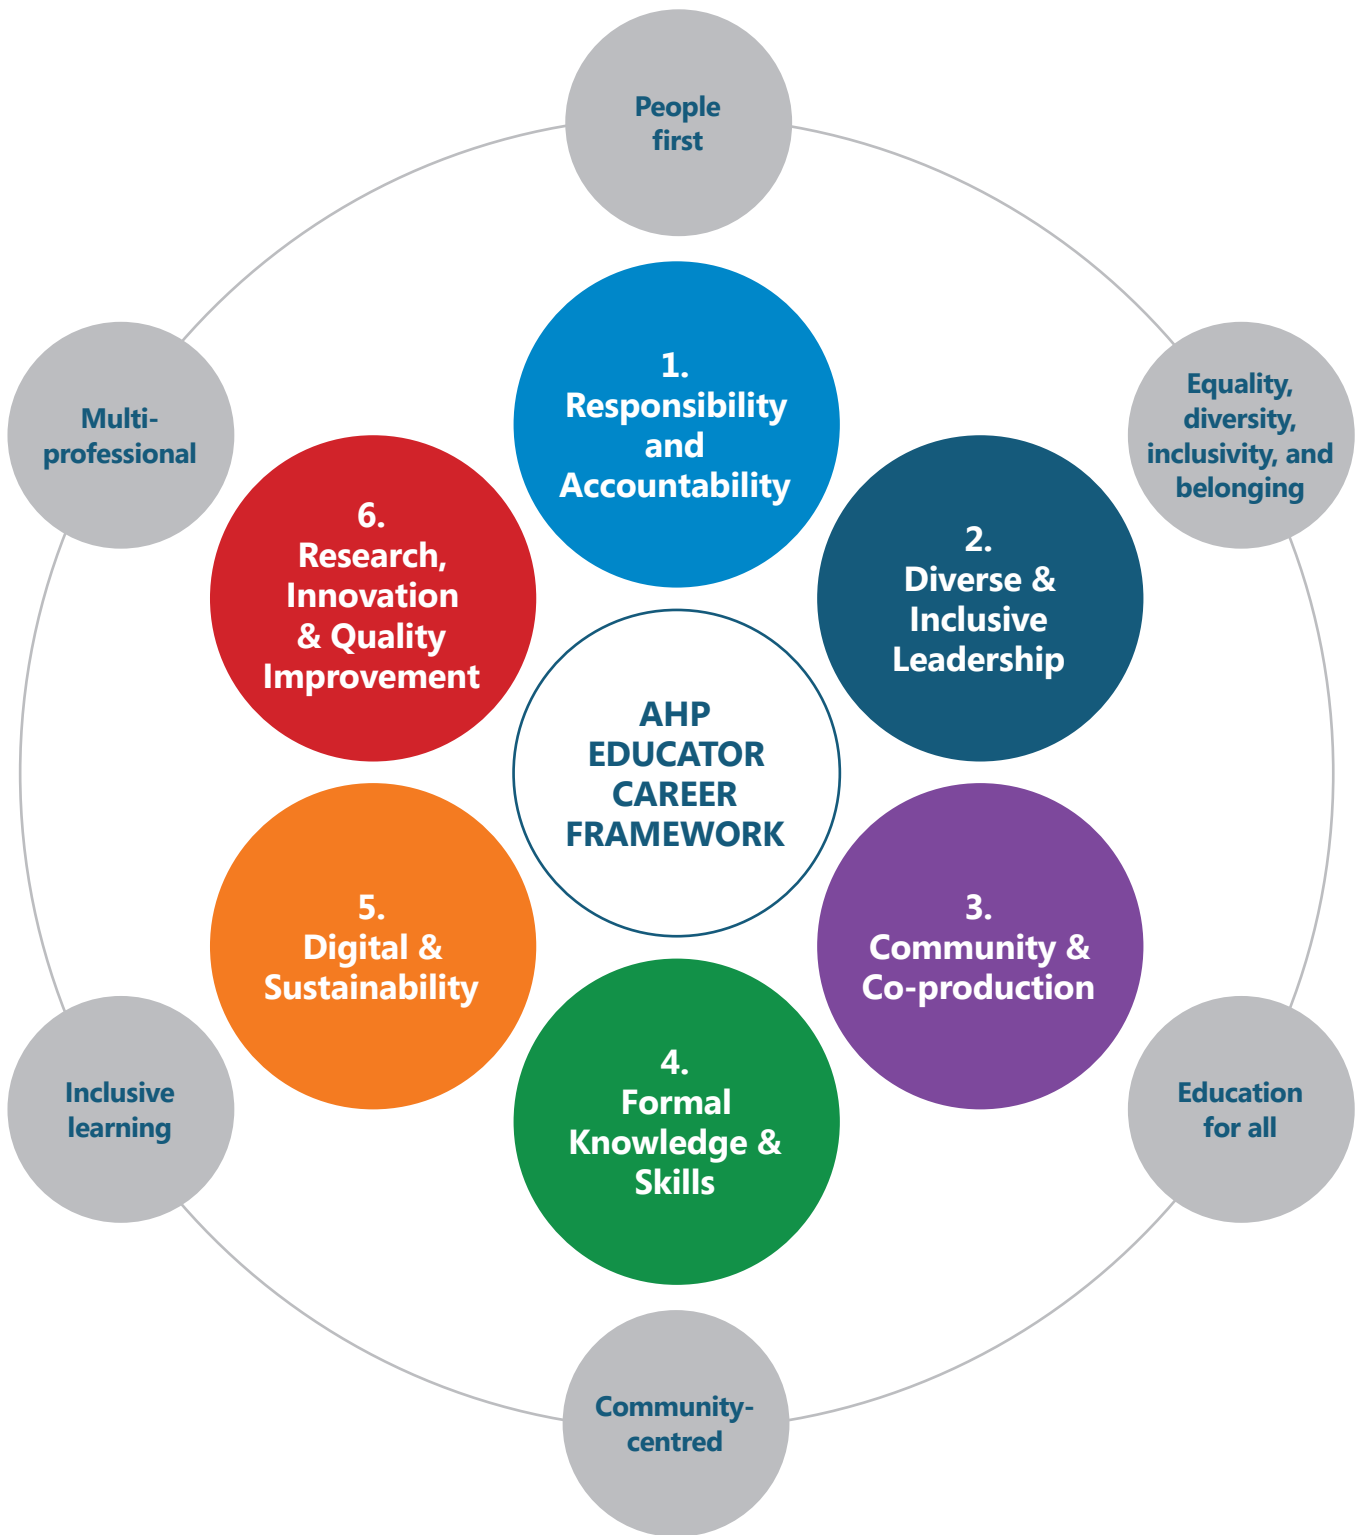 People
first
Equality,
diversity,
inclusivity, and
belonging
Education
for all
Community-
centred
Inclusive
learning
Multi-
professional
1.
Responsibility
and
Accountability
2.
Diverse &
Inclusive
Leadership
3.
Community &
Co-production
4.
Formal
Knowledge &
Skills
5.
Digital &
Sustainability
6.
Research,
Innovation
& Quality
Improvement
AHP
EDUCATOR
CAREER
FRAMEWORK